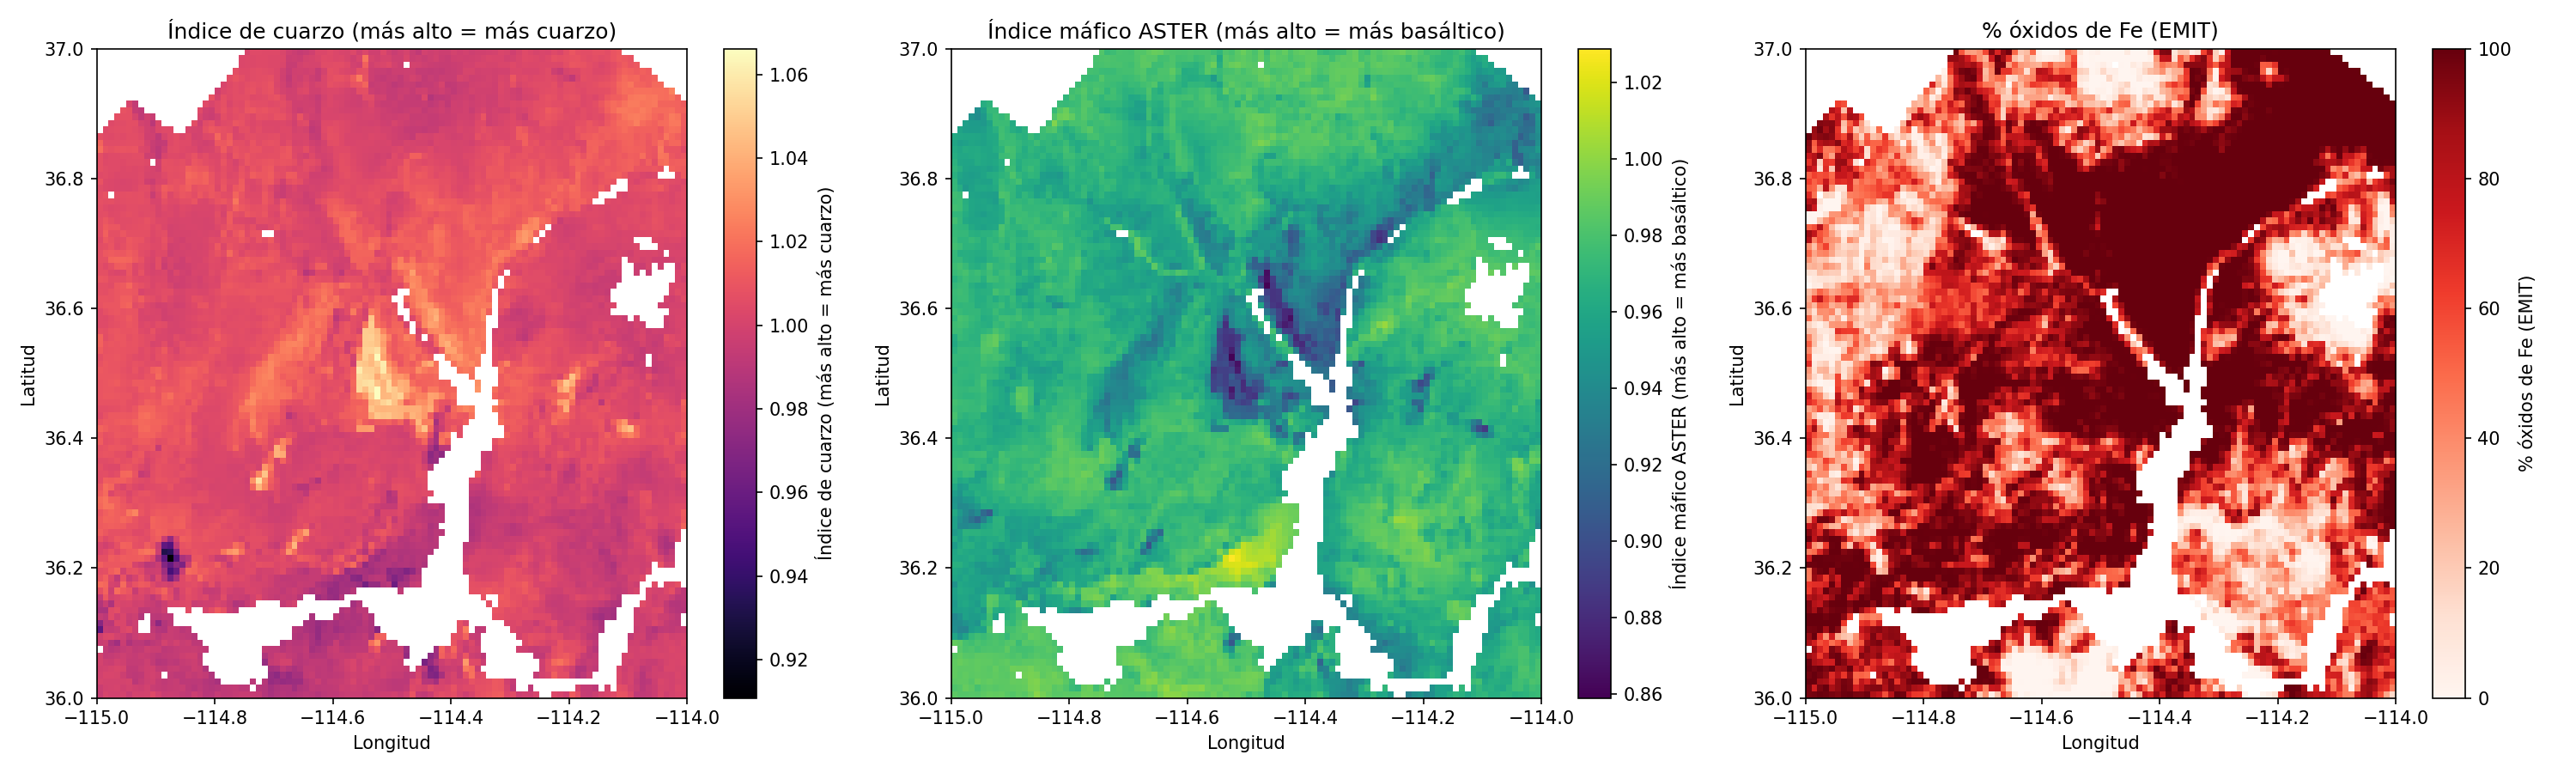 Índice de cuarzo (más alto = más cuarzo)
37.0
36.8
36.6
36.4
36.2
36.0
Latitud
−115.0 −114.8 −114.6 −114.4 −114.2 −114.0
Longitud
1.06
1.04
1.02
1.00
0.98
0.96
0.94
0.92
Índice de cuarzo (más alto = más cuarzo)
Índice máfico ASTER (más alto = más basáltico)
37.0
36.8
36.6
36.4
36.2
36.0
Latitud
−115.0 −114.8 −114.6 −114.4 −114.2 −114.0
Longitud
1.02
1.00
0.98
0.96
0.94
0.92
0.90
0.88
0.86
Índice máfico ASTER (más alto = más basáltico)
% óxidos de Fe (EMIT)
37.0
36.8
36.6
36.4
36.2
36.0
Latitud
−115.0 −114.8 −114.6 −114.4 −114.2 −114.0
Longitud
100
80
60
40
20
0
% óxidos de Fe (EMIT)